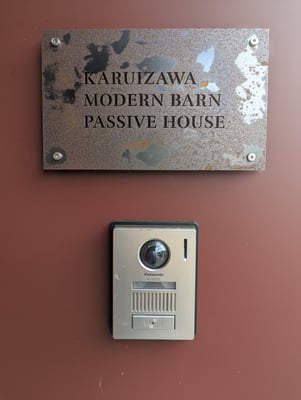 KARUIZAWA
MODERN BARN
PASSIVE HOUSE
Panasonic